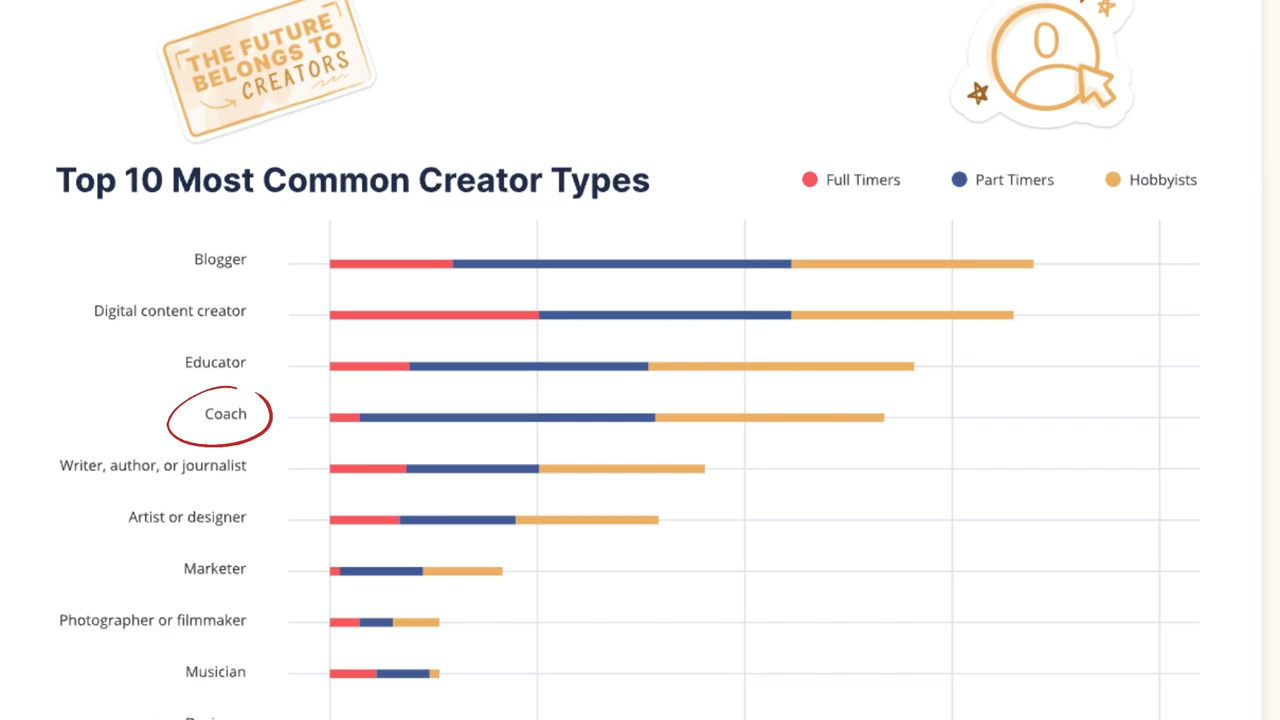 THE FUTURE
BELONGS TO
CREATORS
Top 10 Most Common Creator Types
Full Timers
Part Timers
Hobbyists
Blogger
Digital content creator
Educator
Coach
Writer, author, or journalist
Artist or designer
Marketer
Photographer or filmmaker
Musician